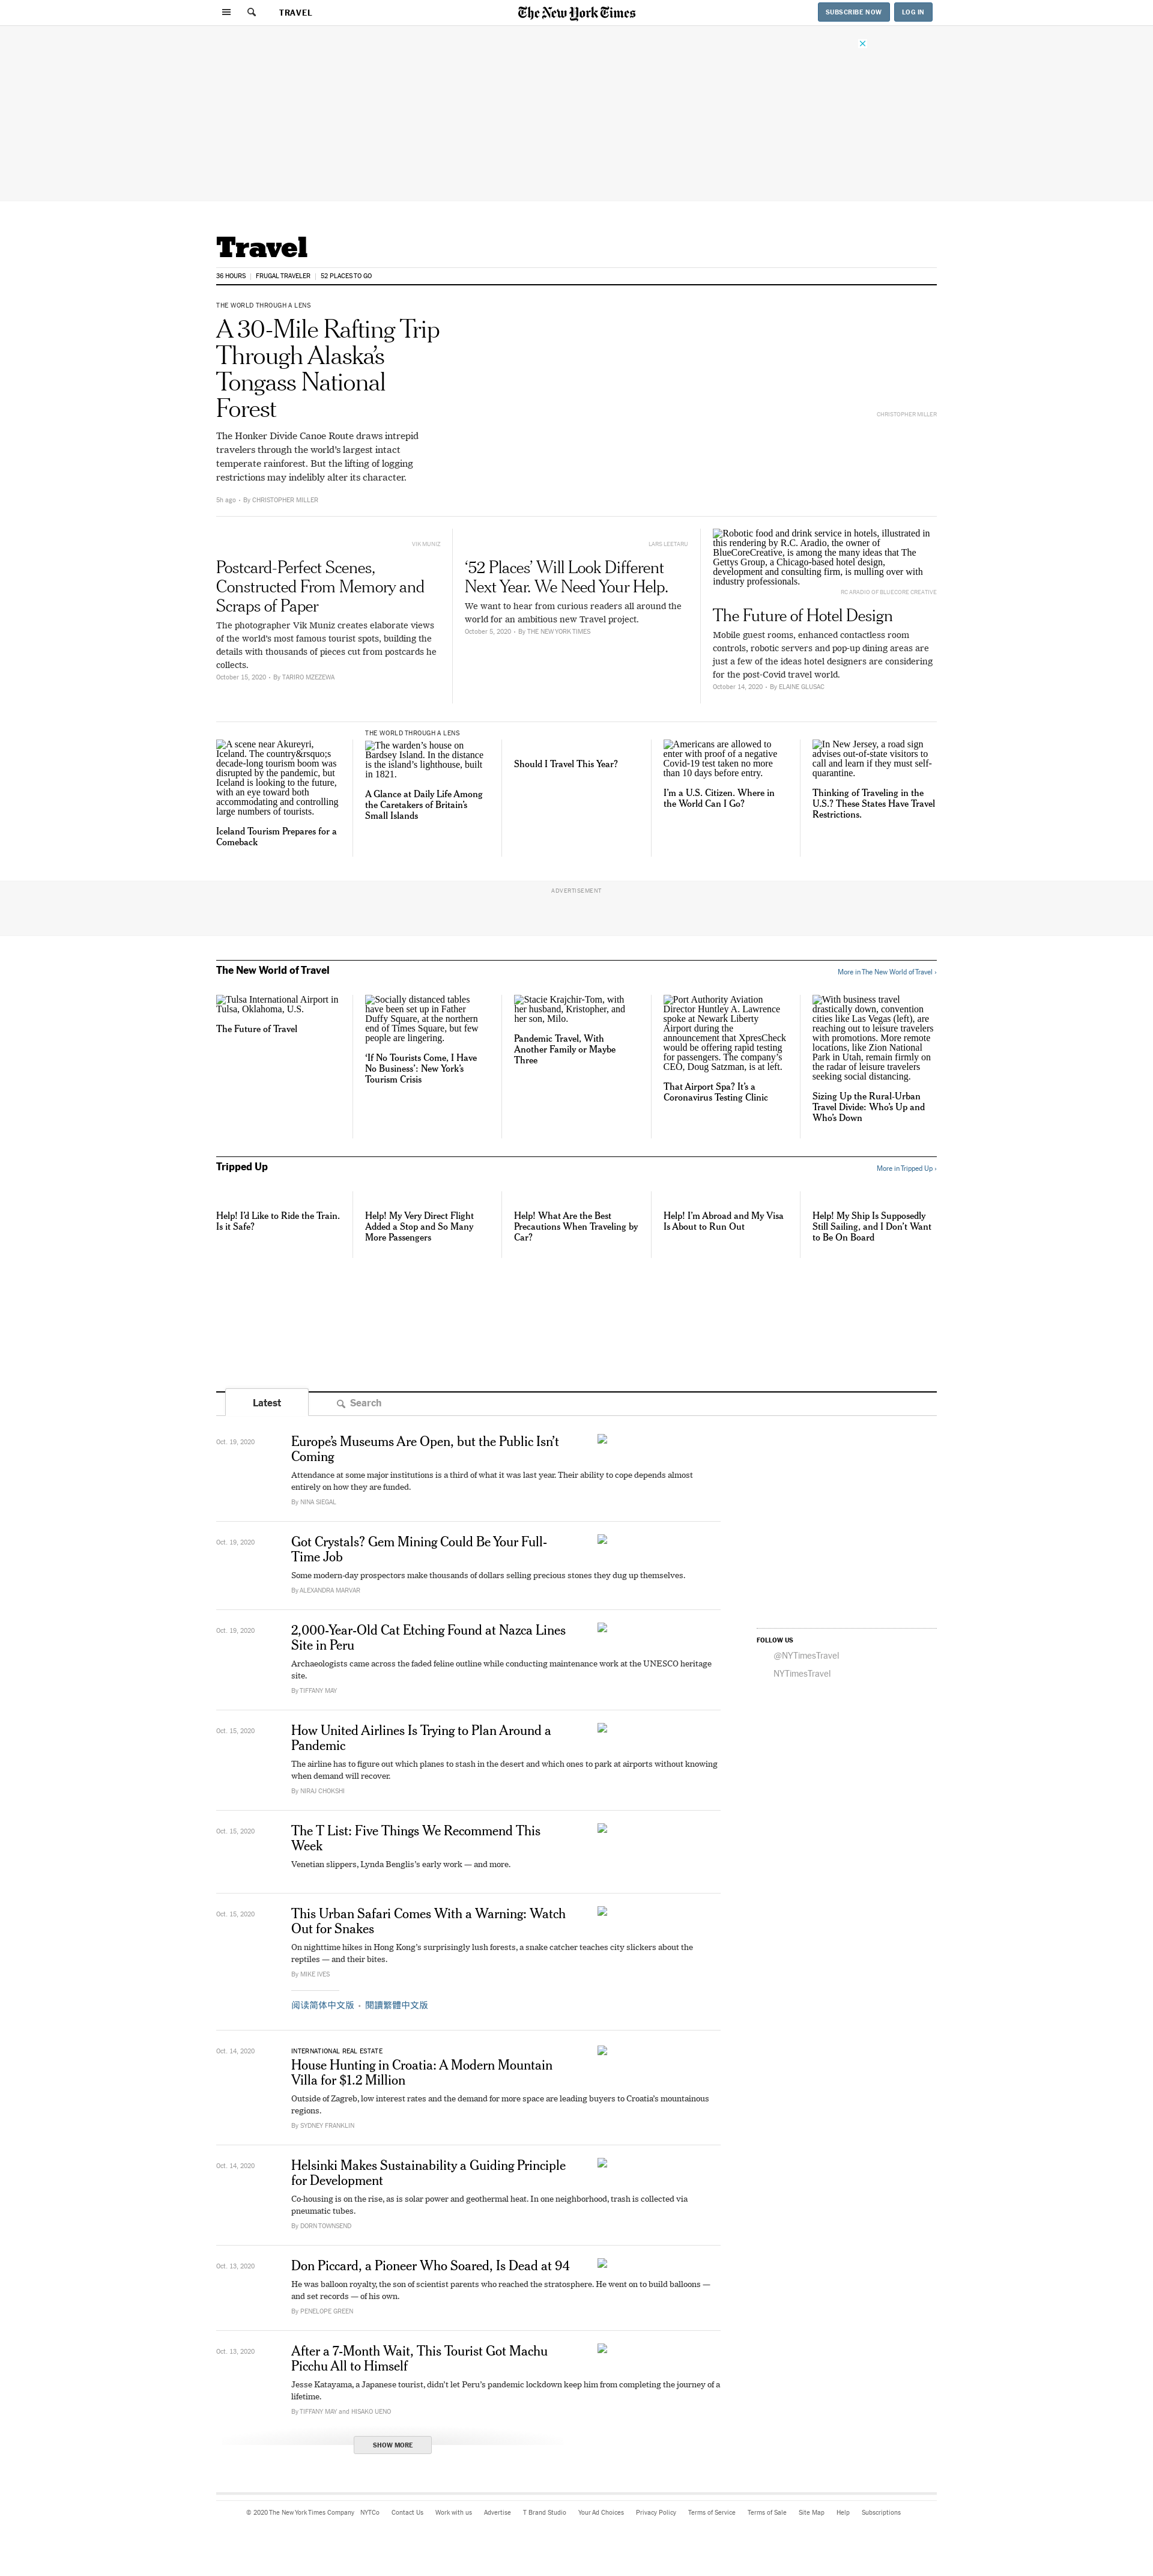 TRAVEL
The New York Times
SUBSCRIBE NOW
LOG IN
Travel
36 HOURS
FRUGAL TRAVELER
52 PLACES TO GO
THE WORLD THROUGH A LENS
A 30-Mile Rafting Trip
Through Alaska’s
Tongass National
Forest
The Honker Divide Canoe Route draws intrepid
travelers through the world’s largest intact
temperate rainforest. But the lifting of logging
restrictions may indelibly alter its character.
5h ago • By CHRISTOPHER MILLER
CHRISTOPHER MILLER
VIK MUNIZ
Postcard-Perfect Scenes,
Constructed From Memory and
Scraps of Paper
The photographer Vik Muniz creates elaborate views
of the world’s most famous tourist spots, building the
details with thousands of pieces cut from postcards he
collects.
October 15, 2020 • By TARIRO MZEZEWA
LARS LEETARU
‘52 Places’ Will Look Different
Next Year. We Need Your Help.
We want to hear from curious readers all around the
world for an ambitious new Travel project.
October 5, 2020 • By THE NEW YORK TIMES
Robotic food and drink service in hotels, illustrated in
this rendering by R.C. Aradio, the owner of
BlueCoreCreative, is among the many ideas that The
Gettys Group, a Chicago-based hotel design,
development and consulting firm, is mulling over with
industry professionals.
RC ARADIO OF BLUECORE CREATIVE
The Future of Hotel Design
Mobile guest rooms, enhanced contactless room
controls, robotic servers and pop-up dining areas are
just a few of the ideas hotel designers are considering
for the post-Covid travel world.
October 14, 2020 • By ELAINE GLUSAC
A scene near Akureyri,
Iceland. The country&rsquo;s
decade-long tourism boom was
disrupted by the pandemic, but
Iceland is looking to the future,
with an eye toward both
accommodating and controlling
large numbers of tourists.
Iceland Tourism Prepares for a
Comeback
THE WORLD THROUGH A LENS
The warden’s house on
Bardsey Island. In the distance
is the island’s lighthouse, built
in 1821.
A Glance at Daily Life Among
the Caretakers of Britain’s
Small Islands
Should I Travel This Year?
Americans are allowed to
enter with proof of a negative
Covid-19 test taken no more
than 10 days before entry.
I’m a U.S. Citizen. Where in
the World Can I Go?
In New Jersey, a road sign
advises out-of-state visitors to
call and learn if they must self-
quarantine.
Thinking of Traveling in the
U.S.? These States Have Travel
Restrictions.
ADVERTISEMENT
The New World of Travel
More in The New World of Travel ›
Tulsa International Airport in
Tulsa, Oklahoma, U.S.
The Future of Travel
Socially distanced tables
have been set up in Father
Duffy Square, at the northern
end of Times Square, but few
people are lingering.
‘If No Tourists Come, I Have
No Business’: New York’s
Tourism Crisis
Stacie Krajchir-Tom, with
her husband, Kristopher, and
her son, Milo.
Pandemic Travel, With
Another Family or Maybe
Three
Port Authority Aviation
Director Huntley A. Lawrence
spoke at Newark Liberty
Airport during the
announcement that XpresCheck
would be offering rapid testing
for passengers. The company’s
CEO, Doug Satzman, is at left.
That Airport Spa? It’s a
Coronavirus Testing Clinic
With business travel
drastically down, convention
cities like Las Vegas (left), are
reaching out to leisure travelers
with promotions. More remote
locations, like Zion National
Park in Utah, remain firmly on
the radar of leisure travelers
seeking social distancing.
Sizing Up the Rural-Urban
Travel Divide: Who’s Up and
Who’s Down
Tripped Up
More in Tripped Up ›
Help! I’d Like to Ride the Train.
Is it Safe?
Help! My Very Direct Flight
Added a Stop and So Many
More Passengers
Help! What Are the Best
Precautions When Traveling by
Car?
Help! I’m Abroad and My Visa
Is About to Run Out
Help! My Ship Is Supposedly
Still Sailing, and I Don’t Want
to Be On Board
Latest
Search
Oct. 19, 2020
Europe’s Museums Are Open, but the Public Isn’t
Coming
Attendance at some major institutions is a third of what it was last year. Their ability to cope depends almost
entirely on how they are funded.
By NINA SIEGAL
Oct. 19, 2020
Got Crystals? Gem Mining Could Be Your Full-
Time Job
Some modern-day prospectors make thousands of dollars selling precious stones they dug up themselves.
By ALEXANDRA MARVAR
Oct. 19, 2020
2,000-Year-Old Cat Etching Found at Nazca Lines
Site in Peru
Archaeologists came across the faded feline outline while conducting maintenance work at the UNESCO heritage
site.
By TIFFANY MAY
FOLLOW US
@NYTimesTravel
NYTimesTravel
Oct. 15, 2020
How United Airlines Is Trying to Plan Around a
Pandemic
The airline has to figure out which planes to stash in the desert and which ones to park at airports without knowing
when demand will recover.
By NIRAJ CHOKSHI
Oct. 15, 2020
The T List: Five Things We Recommend This
Week
Venetian slippers, Lynda Benglis’s early work — and more.
Oct. 15, 2020
This Urban Safari Comes With a Warning: Watch
Out for Snakes
On nighttime hikes in Hong Kong’s surprisingly lush forests, a snake catcher teaches city slickers about the
reptiles — and their bites.
By MIKE IVES
阅读简体中文版 • 閱讀繁體中文版
Oct. 14, 2020
INTERNATIONAL REAL ESTATE
House Hunting in Croatia: A Modern Mountain
Villa for $1.2 Million
Outside of Zagreb, low interest rates and the demand for more space are leading buyers to Croatia’s mountainous
regions.
By SYDNEY FRANKLIN
Oct. 14, 2020
Helsinki Makes Sustainability a Guiding Principle
for Development
Co-housing is on the rise, as is solar power and geothermal heat. In one neighborhood, trash is collected via
pneumatic tubes.
By DORN TOWNSEND
Oct. 13, 2020
Don Piccard, a Pioneer Who Soared, Is Dead at 94
He was balloon royalty, the son of scientist parents who reached the stratosphere. He went on to build balloons —
and set records — of his own.
By PENELOPE GREEN
Oct. 13, 2020
After a 7-Month Wait, This Tourist Got Machu
Picchu All to Himself
Jesse Katayama, a Japanese tourist, didn’t let Peru’s pandemic lockdown keep him from completing the journey of a
lifetime.
By TIFFANY MAY and HISAKO UENO
SHOW MORE
© 2020 The New York Times Company NYTCo Contact Us Work with us Advertise T Brand Studio Your Ad Choices Privacy Policy Terms of Service Terms of Sale Site Map Help Subscriptions